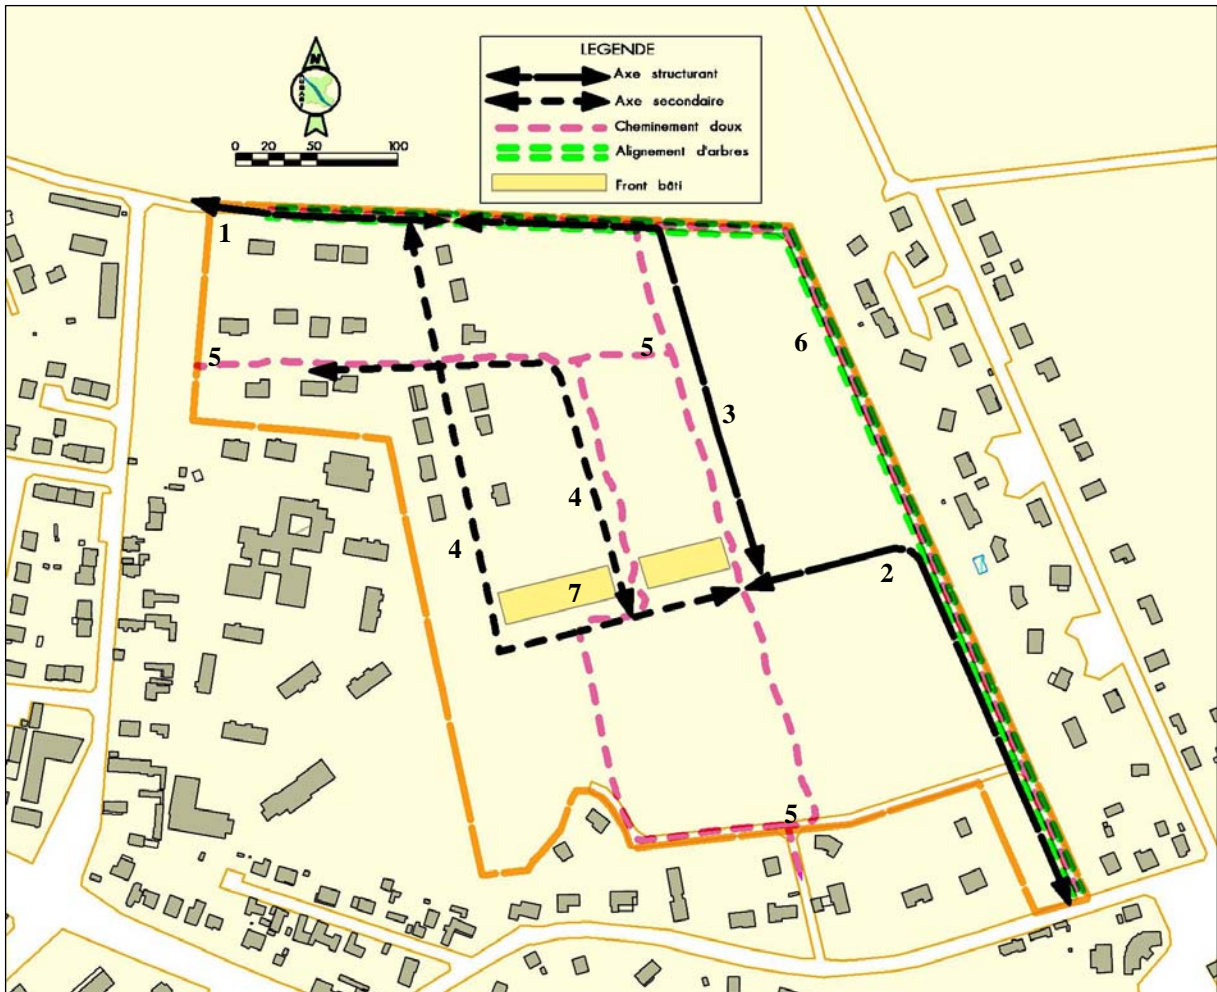 LEGENDE
N
Axe structurant
Axe secondaire
Cheminement doux
Alignement d'arbres
Front bâti
0 20 50 100
1
5
5
6
3
4
4
2
7
5